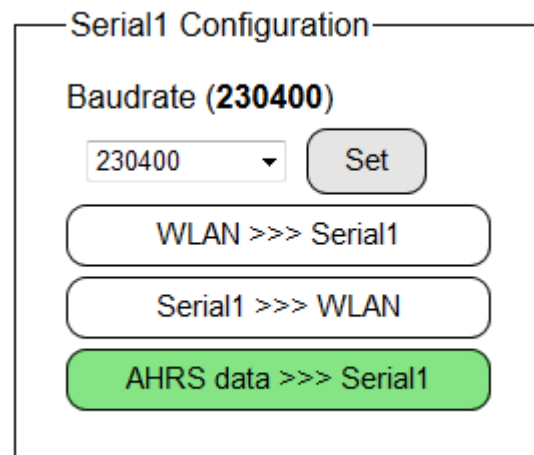 Serial1 Configuration
Baudrate (230400)
230400 Set
WLAN >>> Serial1
Serial1 >>> WLAN
AHRS data >>> Serial1